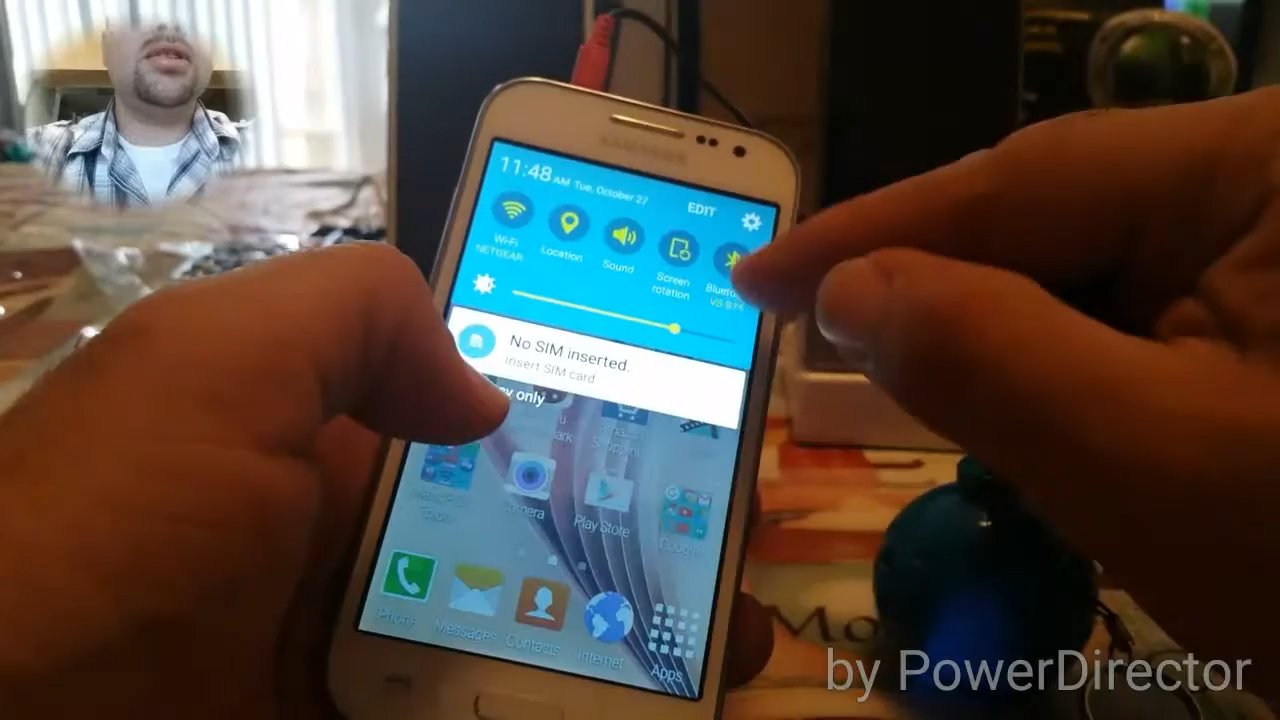 SAMSUNG
11:48 AM Tue, October 27
EDIT
Wi-Fi
NETGEAR
Location
Sound
Screen
rotation
No SIM inserted.
Insert SIM card
only
Camera
Play Store
Google
Phone
Messages
Contacts
Internet
Apps
by PowerDirector